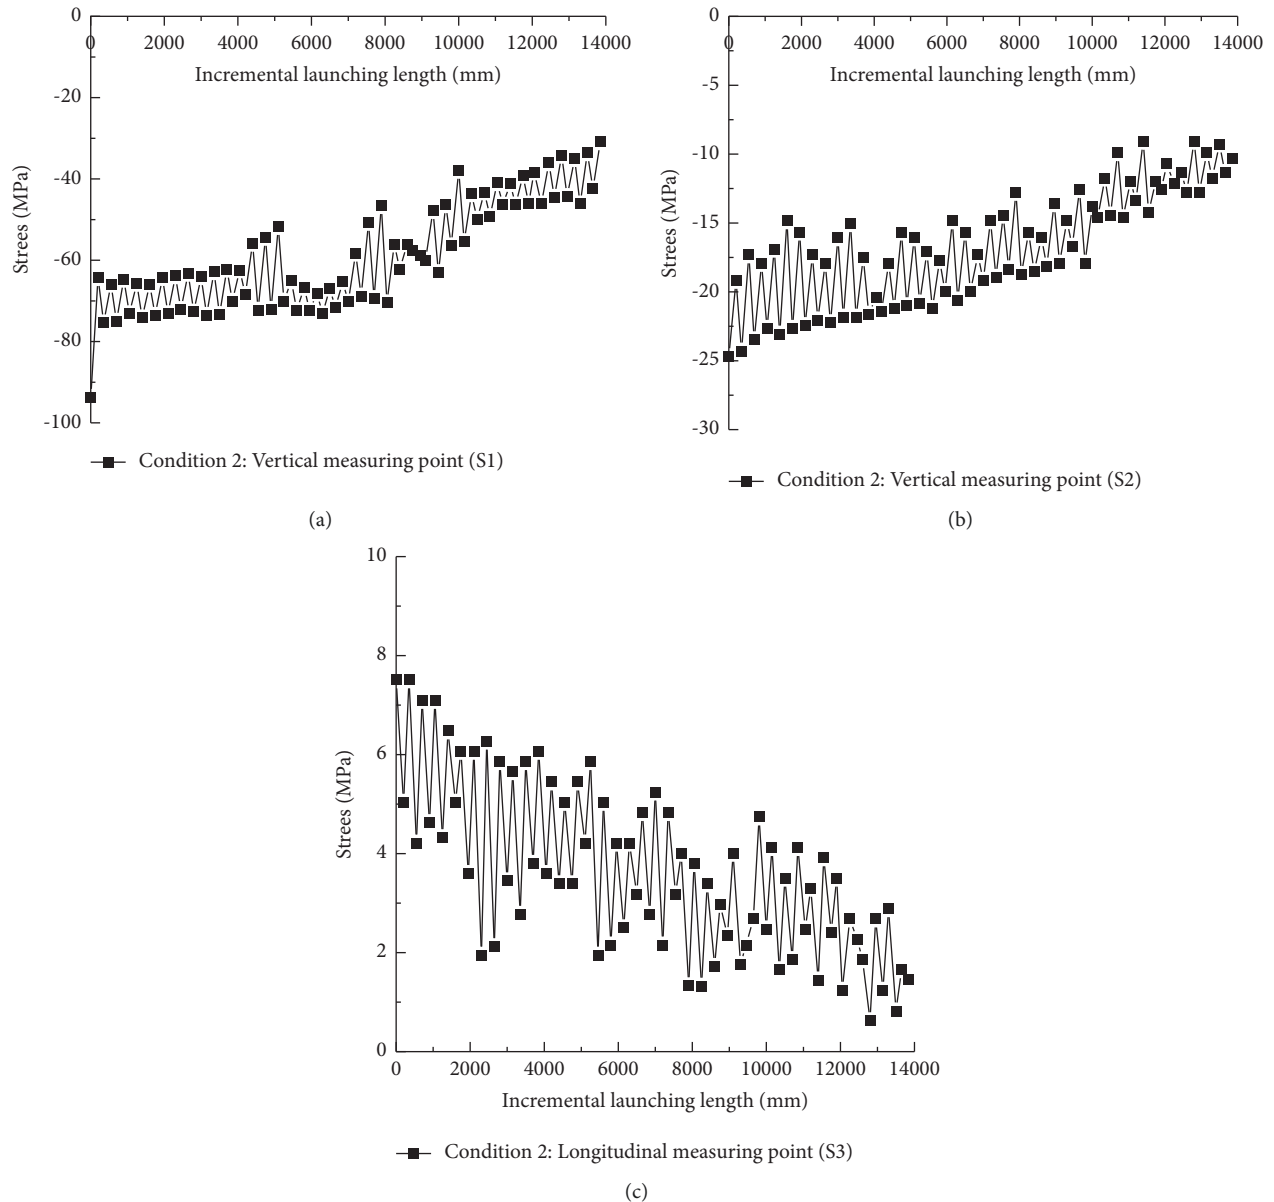 0
0 2000 4000 6000 8000 10000 12000 14000
Incremental launching length (mm)
-20
-40
-60
-80
-100
Strees (MPa)
Condition 2: Vertical measuring point (S1)
(a)
0
0 2000 4000 6000 8000 10000 12000 14000
Incremental launching length (mm)
-5
-10
-15
-20
-25
-30
Strees (MPa)
Condition 2: Vertical measuring point (S2)
(b)
10
8
6
4
2
0
Strees (MPa)
0 2000 4000 6000 8000 10000 12000 14000
Incremental launching length (mm)
Condition 2: Longitudinal measuring point (S3)
(c)